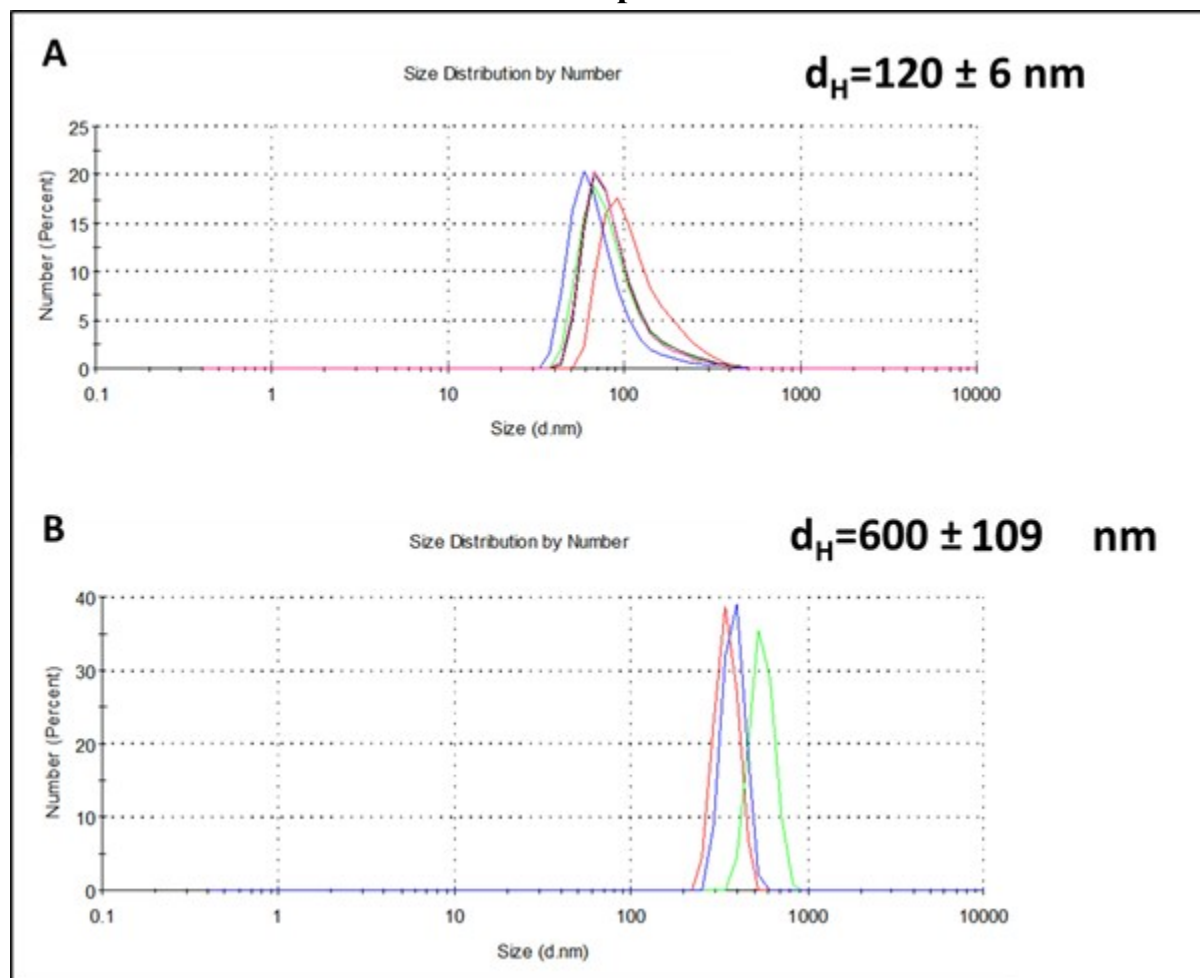 A
Size Distribution by Number
dH=120 ± 6 nm
Number (Percent)
25
20
15
10
5
0
0.1 1 10 100 1000 10000
Size (d.nm)
B
Size Distribution by Number
dH=600 ± 109 nm
Number (Percent)
40
30
20
10
0
0.1 1 10 100 1000 10000
Size (d.nm)